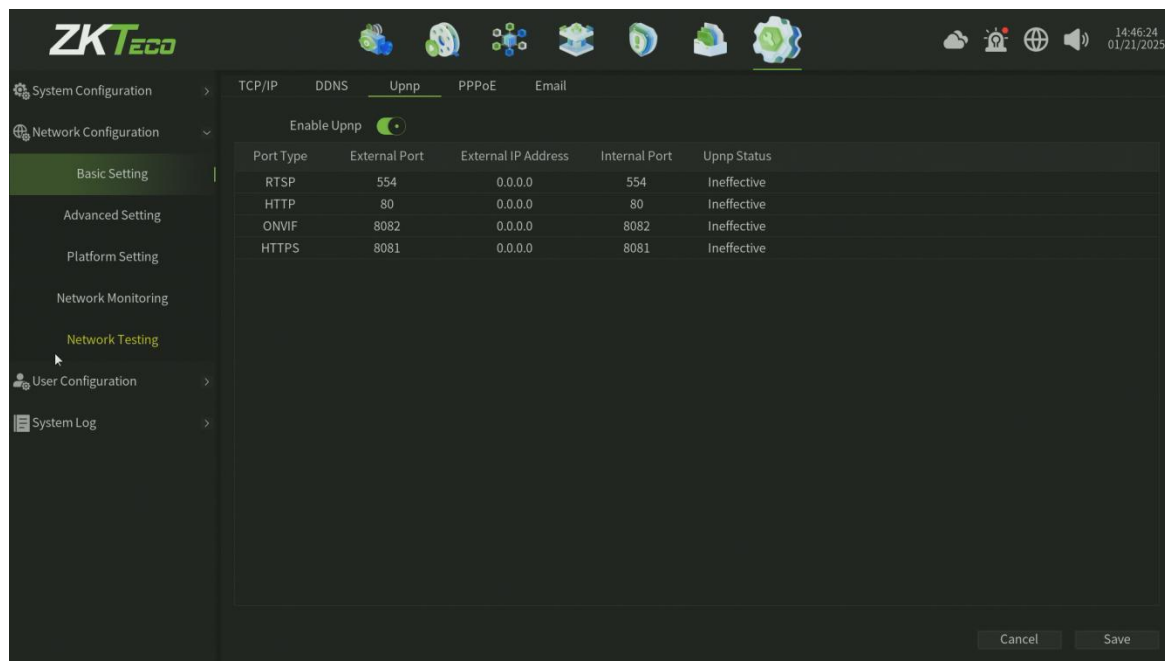 ZKTECO
14:46:24
01/21/2025
System Configuration
Network Configuration
Basic Setting
Advanced Setting
Platform Setting
Network Monitoring
Network Testing
User Configuration
System Log
TCP/IP DDNS Upnp PPPoE Email
Enable Upnp
Port Type External Port External IP Address Internal Port Upnp Status
RTSP 554 0.0.0.0 554 Ineffective
HTTP 80 0.0.0.0 80 Ineffective
ONVIF 8082 0.0.0.0 8082 Ineffective
HTTPS 8081 0.0.0.0 8081 Ineffective
Cancel Save